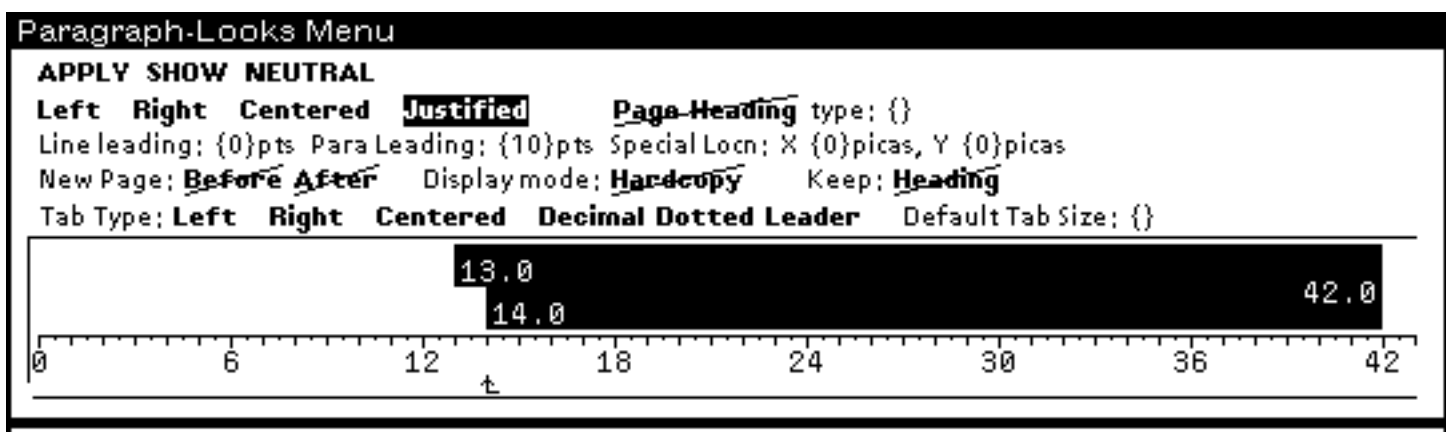 Paragraph-Looks Menu
APPLY SHOW NEUTRAL
Left Right Centered Justified Page Heading type: {}
Line leading: {0}pts Para Leading: {10}pts Special Locn: X {0}picas, Y {0}picas
New Page: Before After Display mode: Hardcopy Keep: Heading
Tab Type: Left Right Centered Decimal Dotted Leader Default Tab Size: {}
13.0
42.0
14.0
0 6 12 18 24 30 36 42